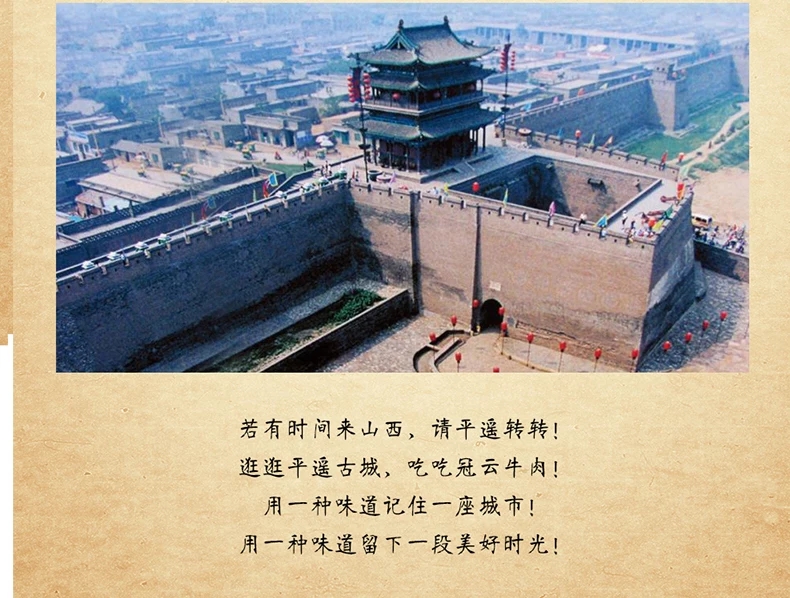 若有时间来山西，请平遥转转！
逛逛平遥古城，吃吃冠云牛肉！
用一种味道记住一座城市！
用一种味道留下一段美好时光！